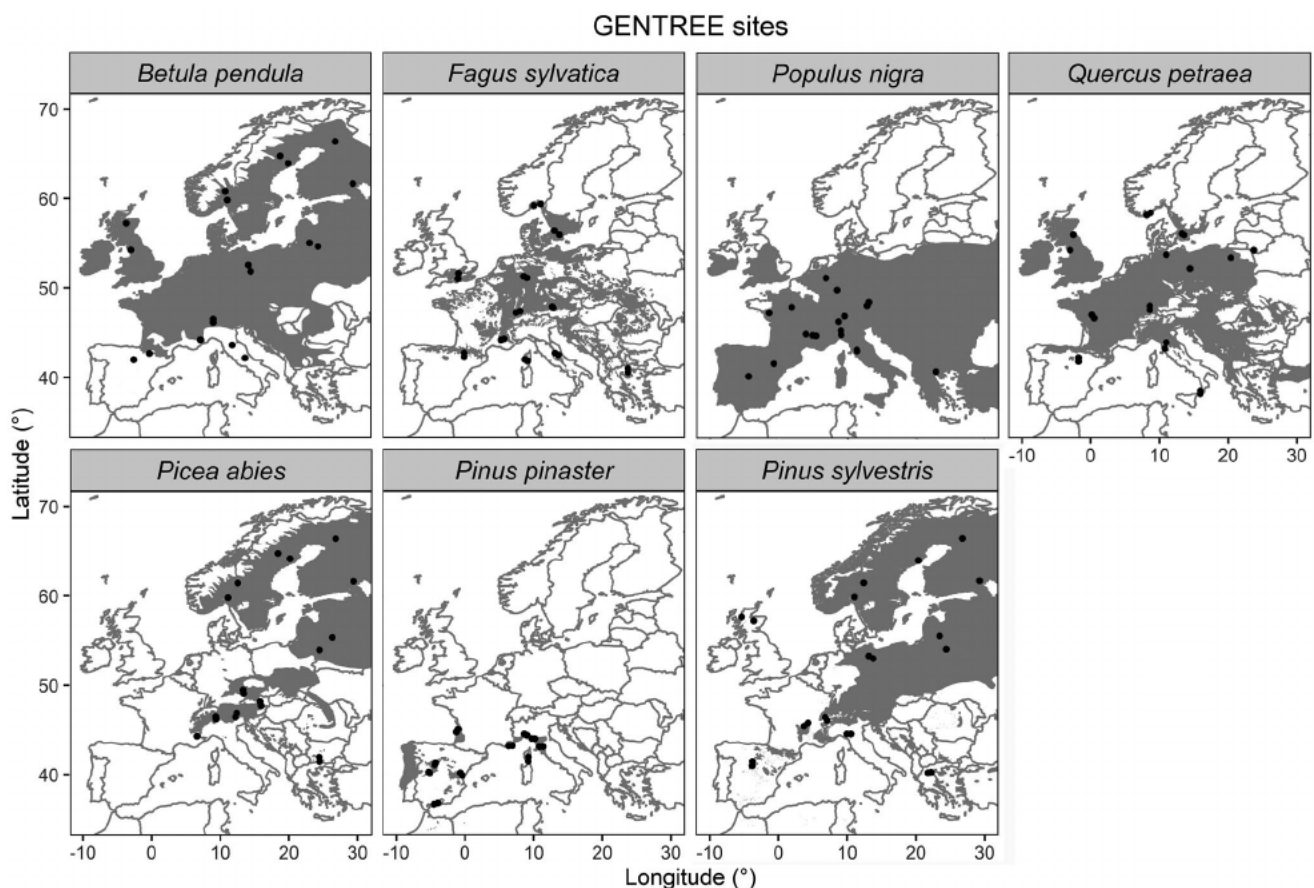 GENTREE sites
Betula pendula
Fagus sylvatica
Populus nigra
Quercus petraea
70
60
50
40
-10 0 10 20 30
Picea abies
Pinus pinaster
Pinus sylvestris
70
60
50
40
-10 0 10 20 30
-10 0 10 20 30
-10 0 10 20 30
Latitude (°)
Longitude (°)